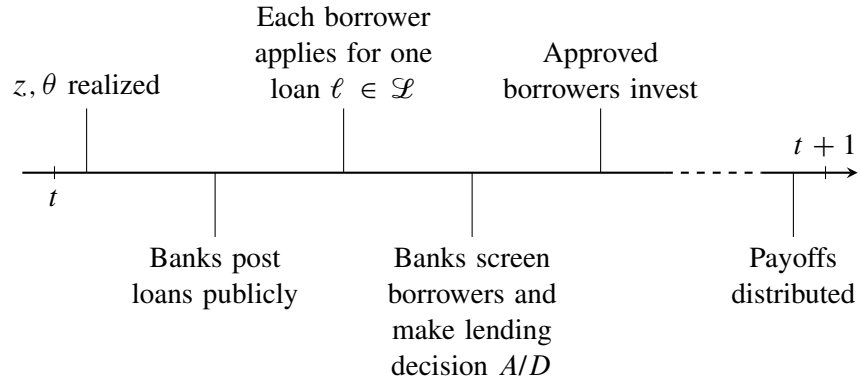 z, θ realized
Each borrower
applies for one
loan ℓ ∈ ℒ
Approved
borrowers invest
t
t + 1
Banks post
loans publicly
Banks screen
borrowers and
make lending
decision A/D
Payoffs
distributed